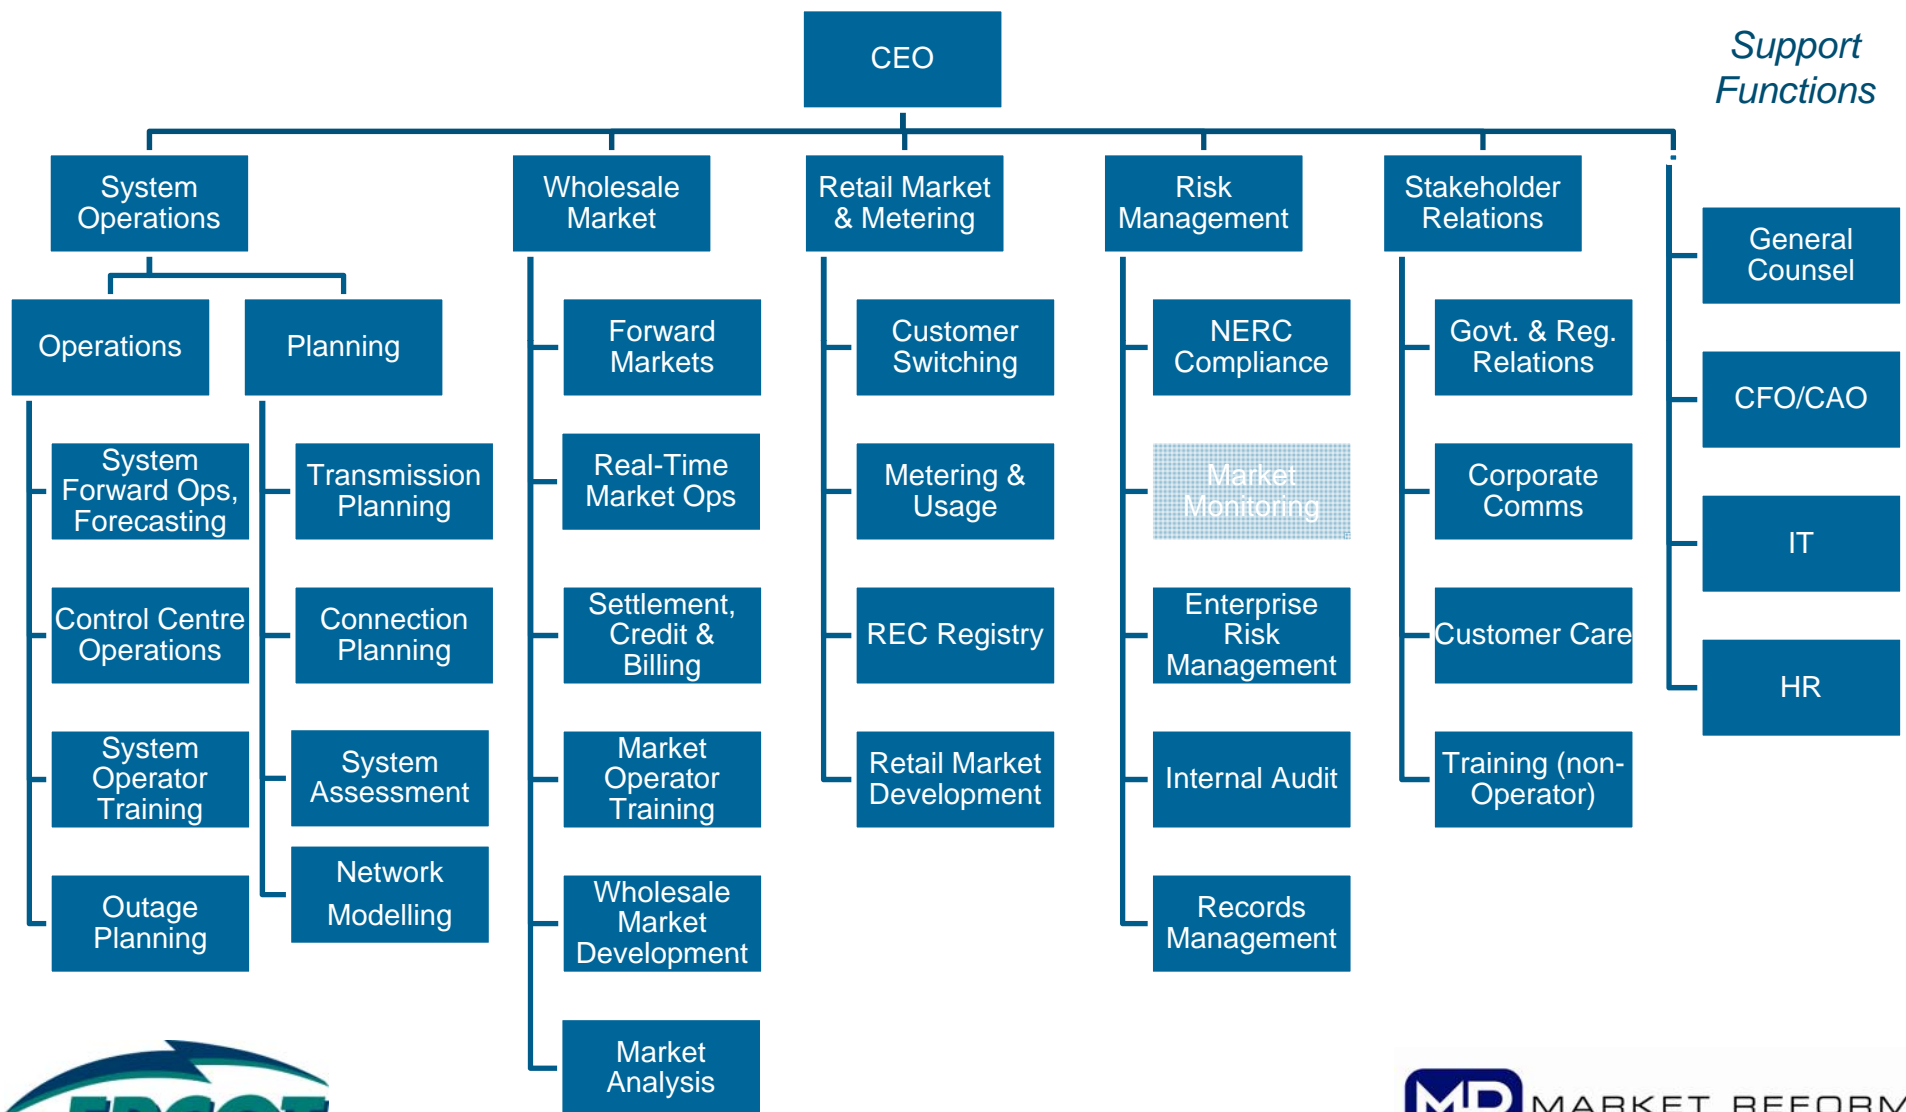 CEO
Support
Functions
System
Operations
Wholesale
Market
Retail Market
& Metering
Risk
Management
Stakeholder
Relations
General
Counsel
CFO/CAO
IT
HR
Operations
Planning
System
Forward Ops,
Forecasting
Control Centre
Operations
System
Operator
Training
Outage
Planning
Transmission
Planning
Connection
Planning
System
Assessment
Network
Modelling
Forward
Markets
Real-Time
Market Ops
Settlement,
Credit &
Billing
Market
Operator
Training
Wholesale
Market
Development
Market
Analysis
Customer
Switching
Metering &
Usage
REC Registry
Retail Market
Development
NERC
Compliance
Market
Monitoring
Enterprise
Risk
Management
Internal Audit
Records
Management
Govt. & Reg.
Relations
Corporate
Comms
Customer Care
Training (non-
Operator)
ERCOT
MARKET REFORM